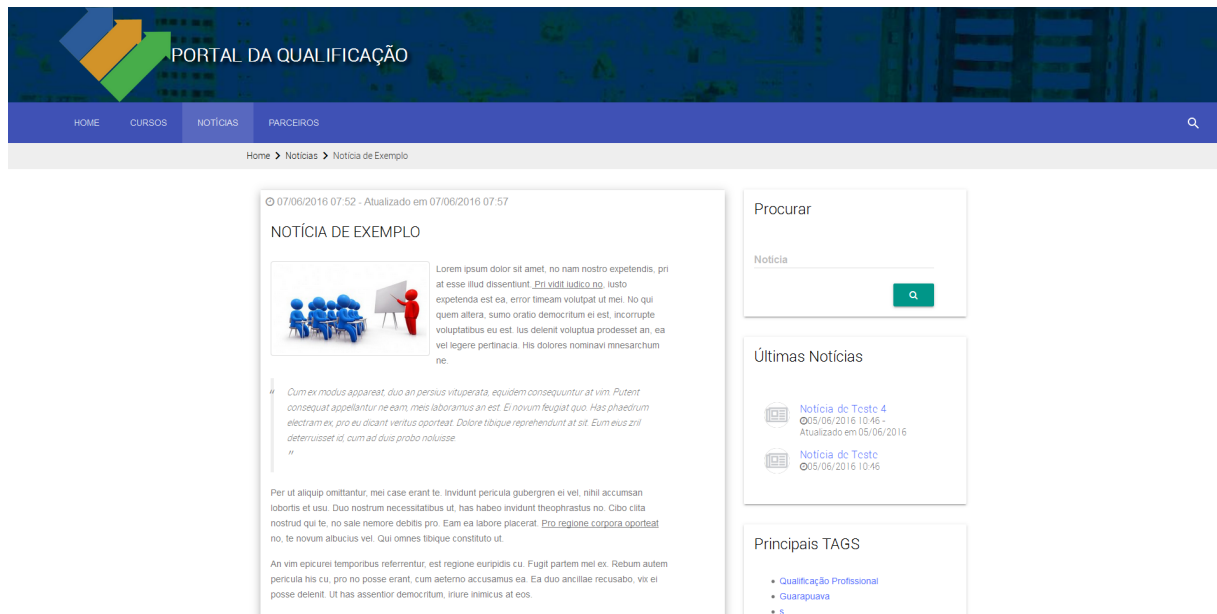 PORTAL DA QUALIFICAÇÃO
HOME CURSOS NOTÍCIAS PARCEIROS
Home > Notícias > Notícia de Exemplo
07/06/2016 07:52 - Atualizado em 07/06/2016 07:57
NOTÍCIA DE EXEMPLO
Lorem ipsum dolor sit amet, no nam nostro expetendis, pri
at esse illud dissentiunt. Pri vidit iudico no, iusto
expetenda est ea, error timeam volutpat ut mei. No qui
quem altera, sumo oratio democritum ei est, incorrupte
voluptatibus eu est. Ius delenit voluptua prodesset an, ea
vel legere pertinacia. His dolores nominavi mnesarchum
ne.
" Cum ex modus appareat, duo an persius vituperata, equidem consequuntur at vim. Putent
consequat appellantur ne eam, meis laboramus an est. Ei novum feugiat quo. Has phaedrum
electram ex, pro eu dicant veritus oporteat. Dolore tibique reprehendunt at sit. Eum eius zril
deterruisset id, cum ad duis probo noluisse.
"
Per ut aliquip omittantur, mei case erant te. Invidunt pericula gubergren ei vel, nihil accumsan
lobortis et usu. Duo nostrum necessitatibus ut, has habeo invidunt theophrastus no. Cibo clita
nostrud qui te, no sale nemore debitis pro. Eam ea labore placerat. Pro regione corpora oporteat
no, te novum albucius vel. Qui omnes tibique constituto ut.
An vim epicurei temporibus referrentur, est regione euripidis cu. Fugit partem mel ex. Rebum autem
pericula his cu, pro no posse erant, cum aeterno accusamus ea. Ea duo ancillae recusabo, vix ei
posse delenit. Ut has assentior democritum, iriure inimicus at eos.
Procurar
Noticia
Últimas Notícias
Notícia de Teste 4
05/06/2016 10:46 -
Atualizado em 05/06/2016
Notícia de Teste
05/06/2016 10:46
Principais TAGS
• Qualificação Profissional
• Guarapuava
• s